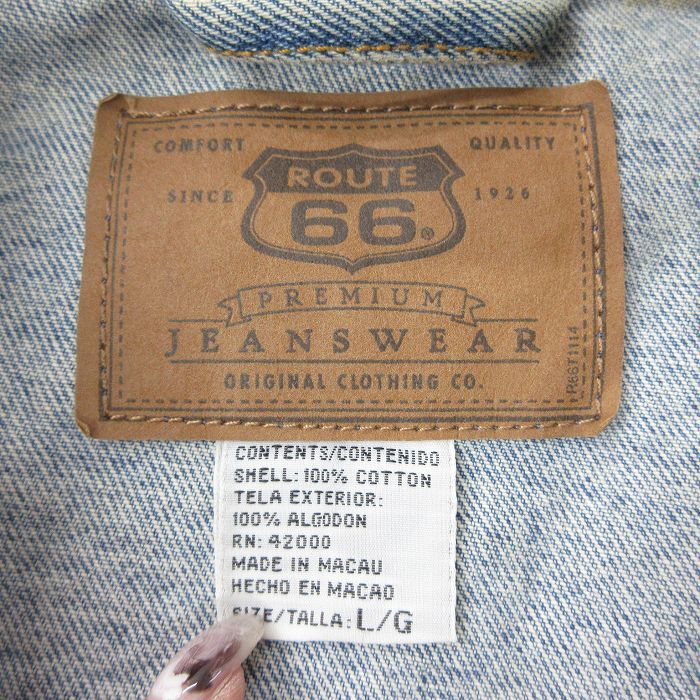 COMFORT QUALITY
ROUTE
SINCE 66® 1926
PREMIUM
JEANSWEAR
ORIGINAL CLOTHING CO.
R66T1114
CONTENTS/CONTENIDO
SHELL: 100% COTTON
TELA EXTERIOR:
100% ALGODON
RN: 42000
MADE IN MACAU
HECHO EN MACAO
SIZE/TALLA: L/G